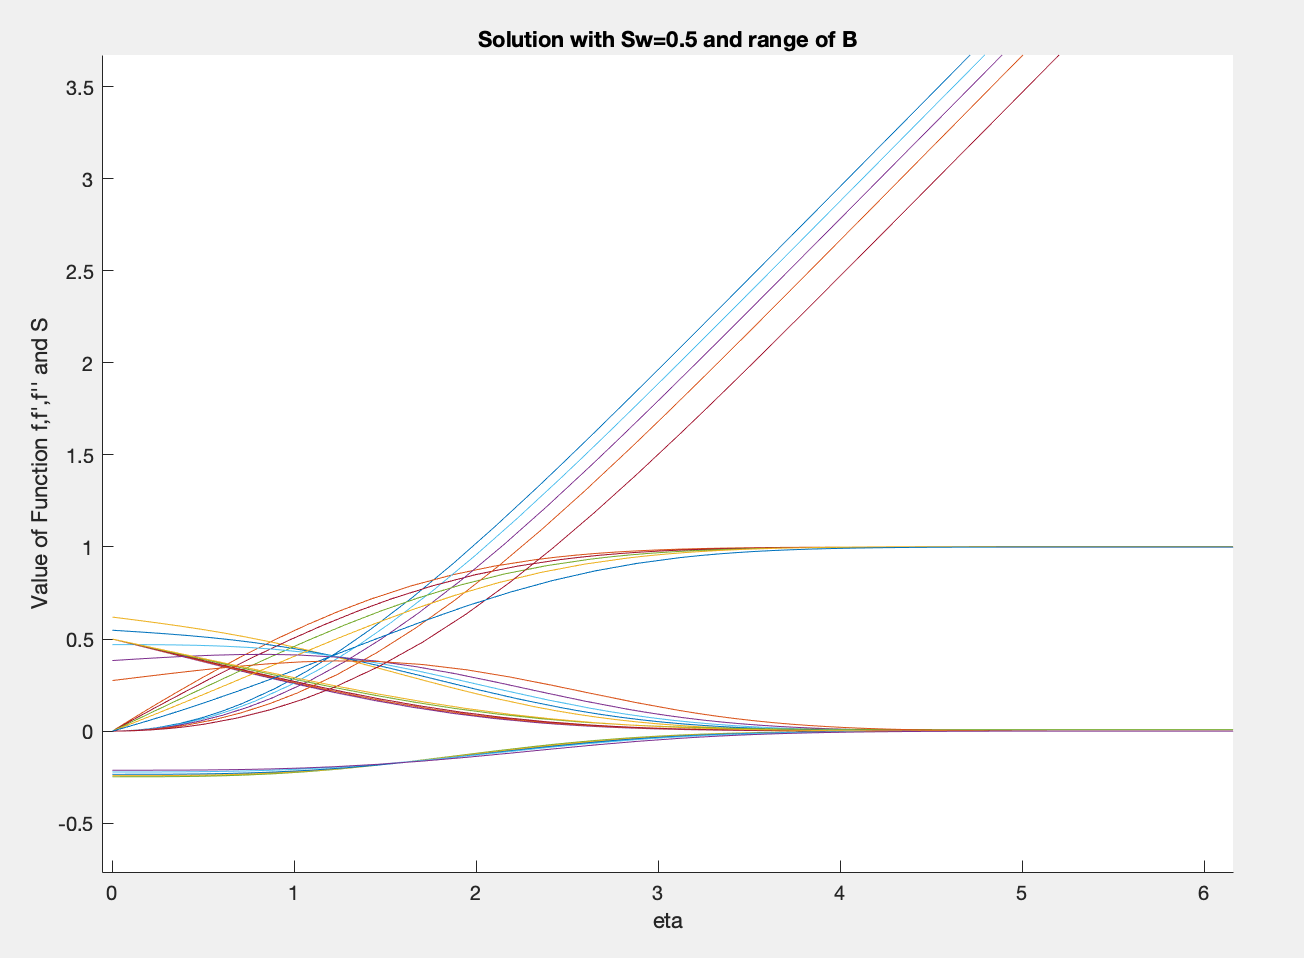 Solution with Sw=0.5 and range of B
Value of Function f,f',f'' and S
3.5
3
2.5
2
1.5
1
0.5
0
-0.5
0 1 2 3 4 5 6
eta